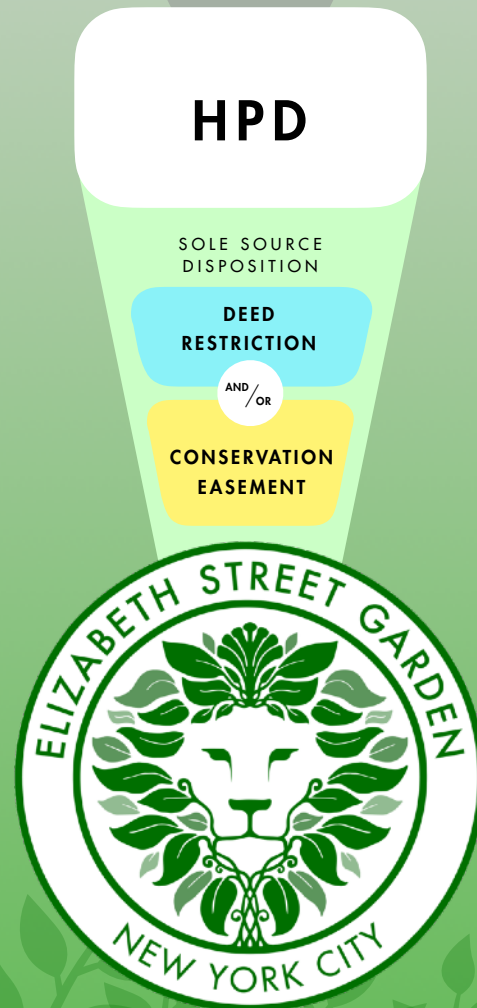 HPD
SOLE SOURCE
DISPOSITION
DEED
RESTRICTION
AND/OR
CONSERVATION
EASEMENT
ELIZABETH STREET GARDEN
NEW YORK CITY